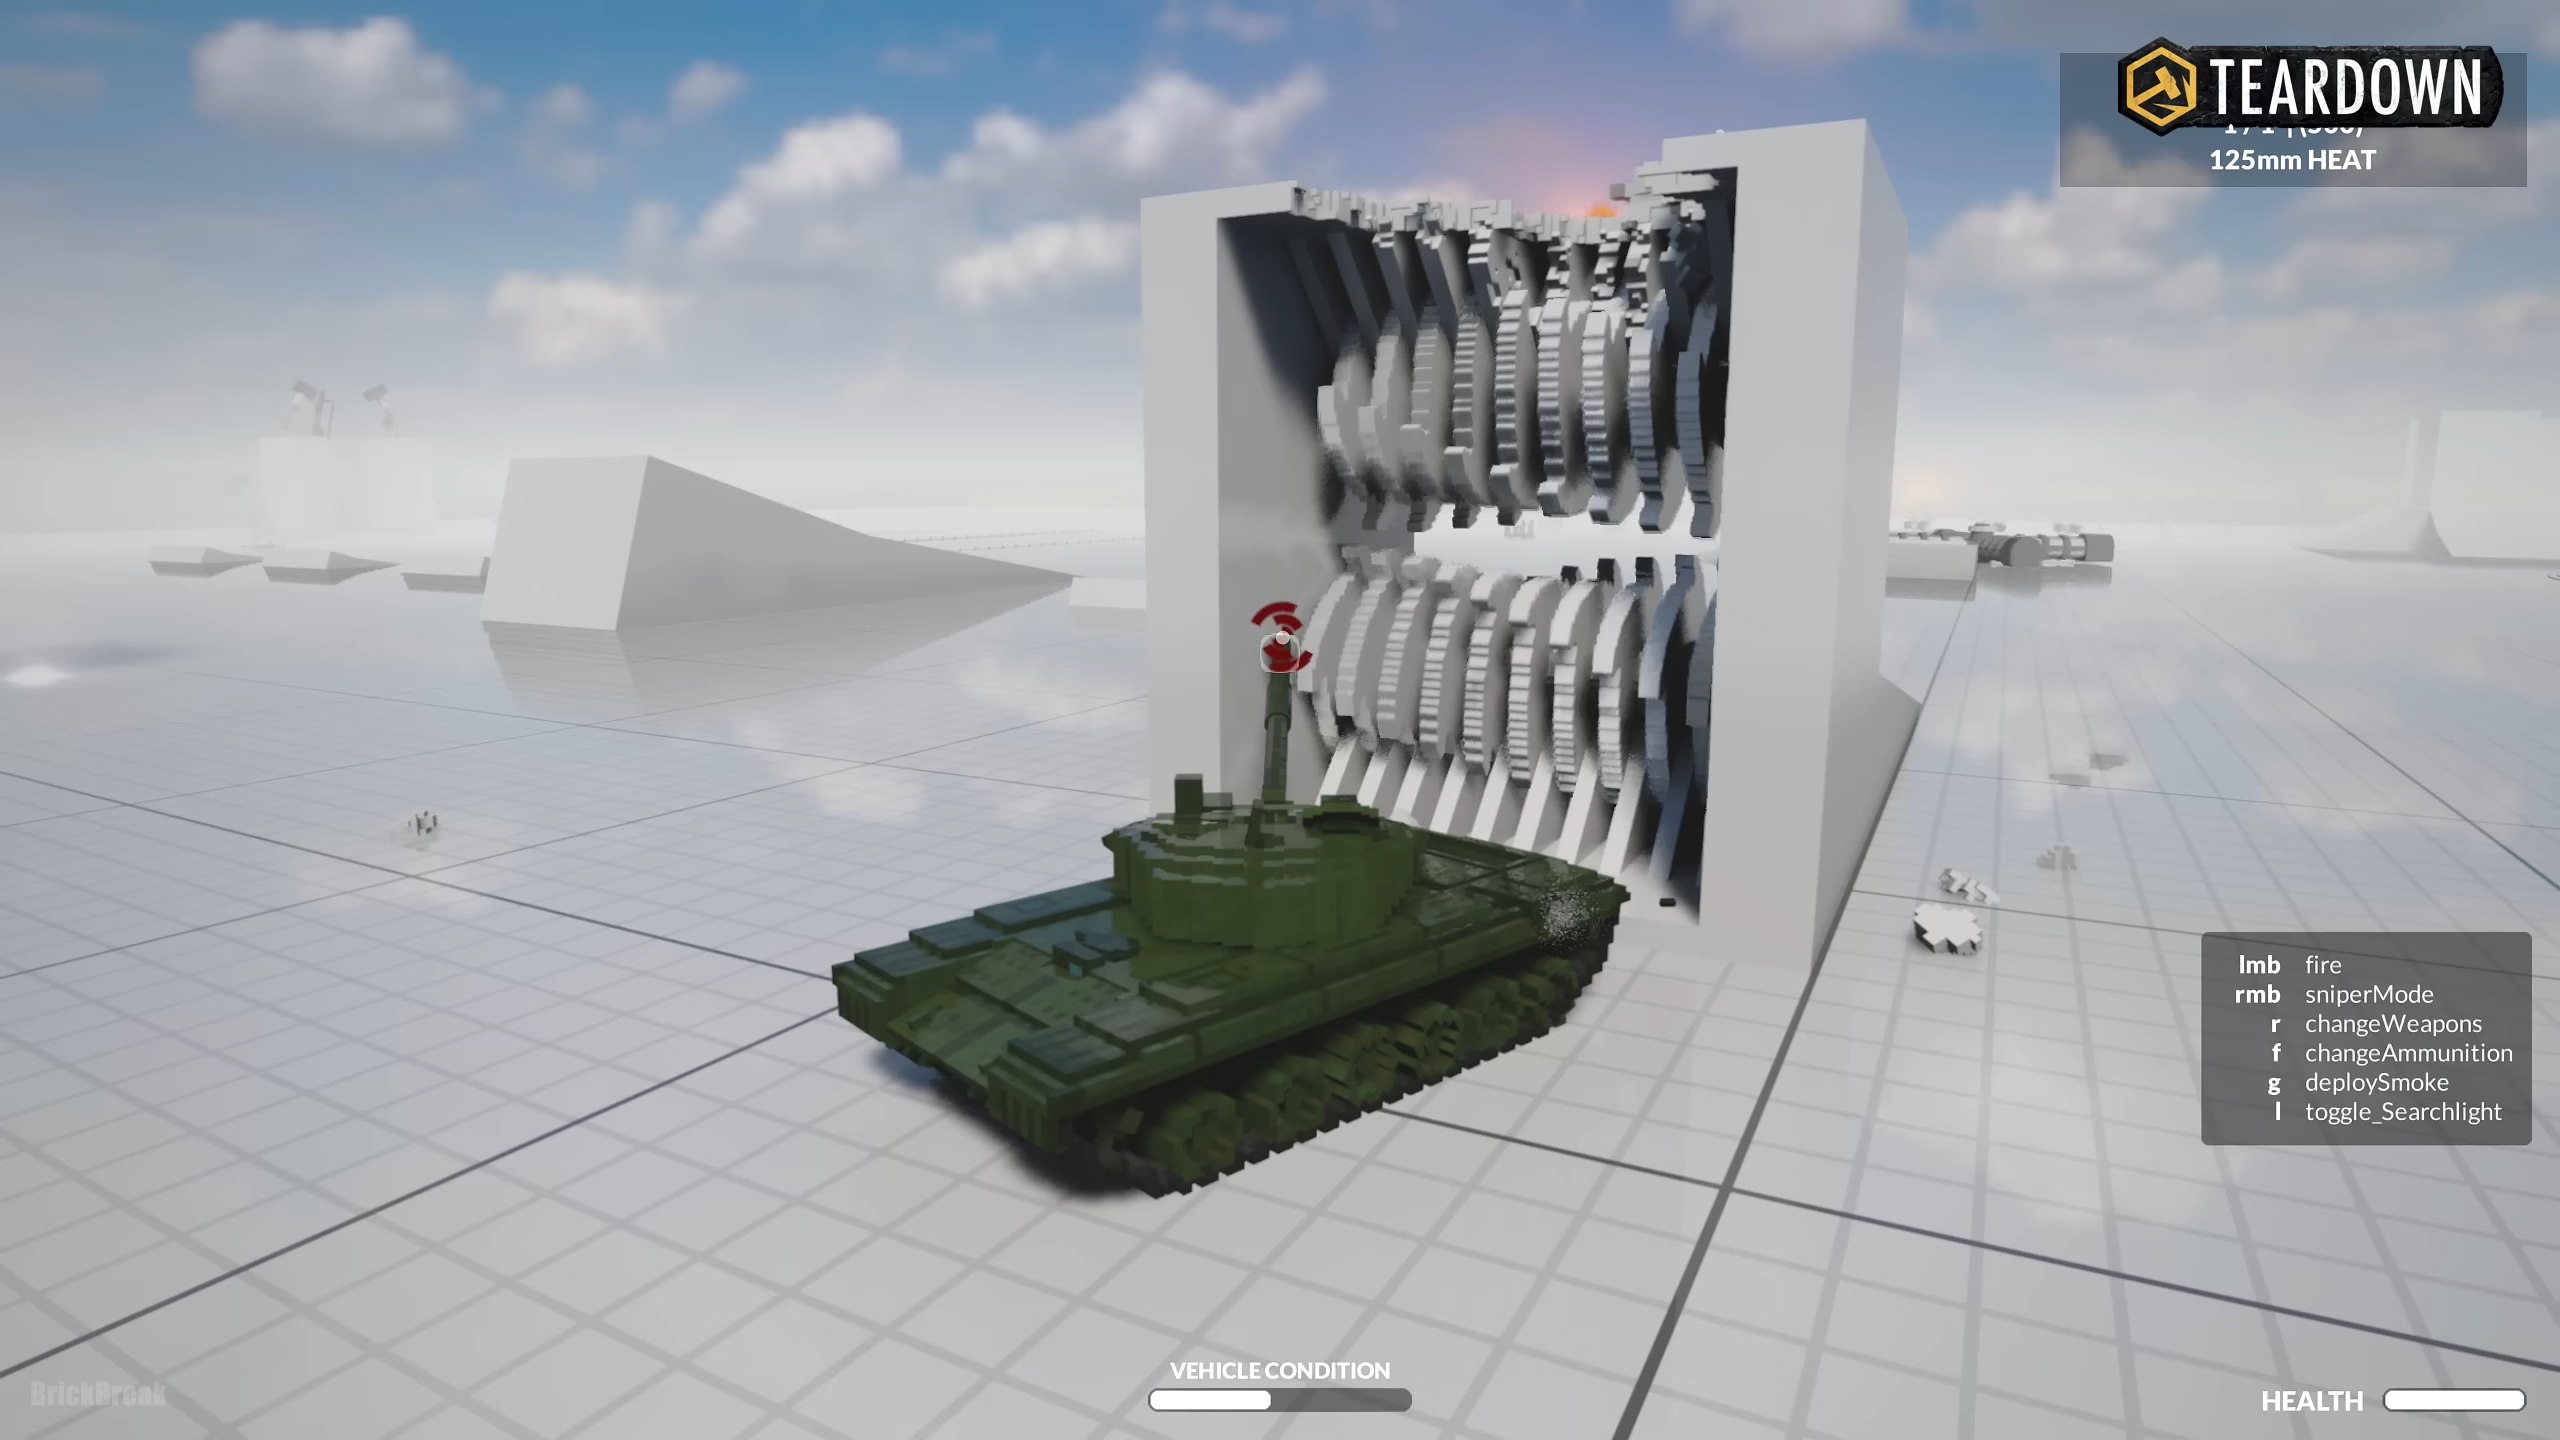 TEARDOWN
125mm HEAT
lmb fire
rmb sniperMode
r changeWeapons
f changeAmmunition
g deploySmoke
l toggle_Searchlight
VEHICLE CONDITION
HEALTH
BrickBreak